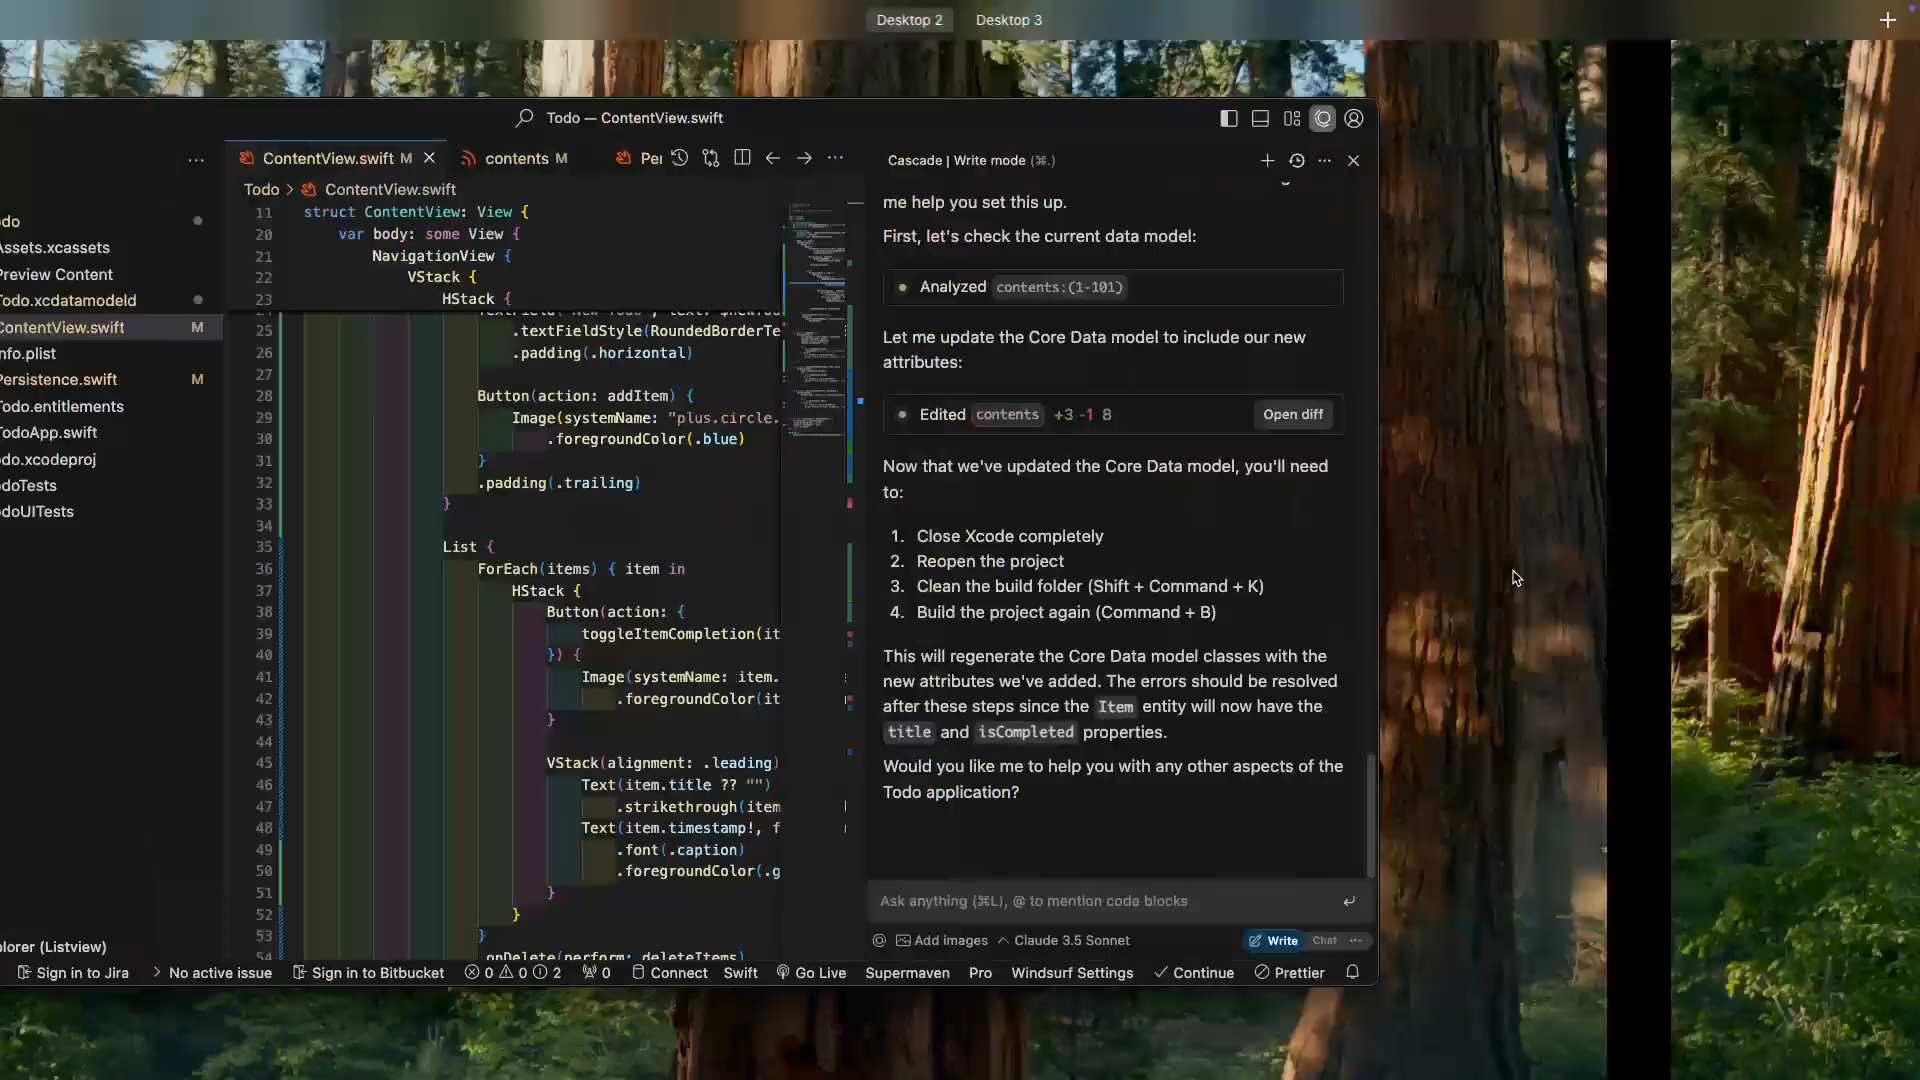 Desktop 2
Desktop 3
Todo — ContentView.swift
ContentView.swift M
contents M
Per
Todo > ContentView.swift
do
Assets.xcassets
Preview Content
Todo.xcdatamodeld
ContentView.swift M
nfo.plist
Persistence.swift M
Todo.entitlements
TodoApp.swift
do.xcodeproj
doTests
doUITests
plorer (Listview)
11 struct ContentView: View {
20 var body: some View {
21 NavigationView {
22 VStack {
23 HStack {
25 .textFieldStyle(RoundedBorderTe
26 .padding(.horizontal)
27
28 Button(action: addItem) {
29 Image(systemName: "plus.circle.
30 .foregroundColor(.blue)
31 }
32 .padding(.trailing)
33 }
34
35 List {
36 ForEach(items) { item in
37 HStack {
38 Button(action: {
39 toggleItemCompletion(it
40 }) {
41 Image(systemName: item.
42 .foregroundColor(it
43 }
44
45 VStack(alignment: .leading)
46 Text(item.title ?? "")
47 .strikethrough(item
48 Text(item.timestamp!, f
49 .font(.caption)
50 .foregroundColor(.g
51 }
52 }
53 }
54 .onDelete(perform: deleteItems)
Cascade | Write mode (⌘.)
me help you set this up.
First, let's check the current data model:
Analyzed contents:(1-101)
Let me update the Core Data model to include our new
attributes:
Edited contents +3 -1 8 Open diff
Now that we've updated the Core Data model, you'll need
to:
1. Close Xcode completely
2. Reopen the project
3. Clean the build folder (Shift + Command + K)
4. Build the project again (Command + B)
This will regenerate the Core Data model classes with the
new attributes we've added. The errors should be resolved
after these steps since the Item entity will now have the
title and isCompleted properties.
Would you like me to help you with any other aspects of the
Todo application?
Ask anything (⌘L), @ to mention code blocks
Add images Claude 3.5 Sonnet Write Chat
Sign in to Jira No active issue Sign in to Bitbucket 0 0 2 0 Connect Swift Go Live Supermaven Pro Windsurf Settings Continue Prettier